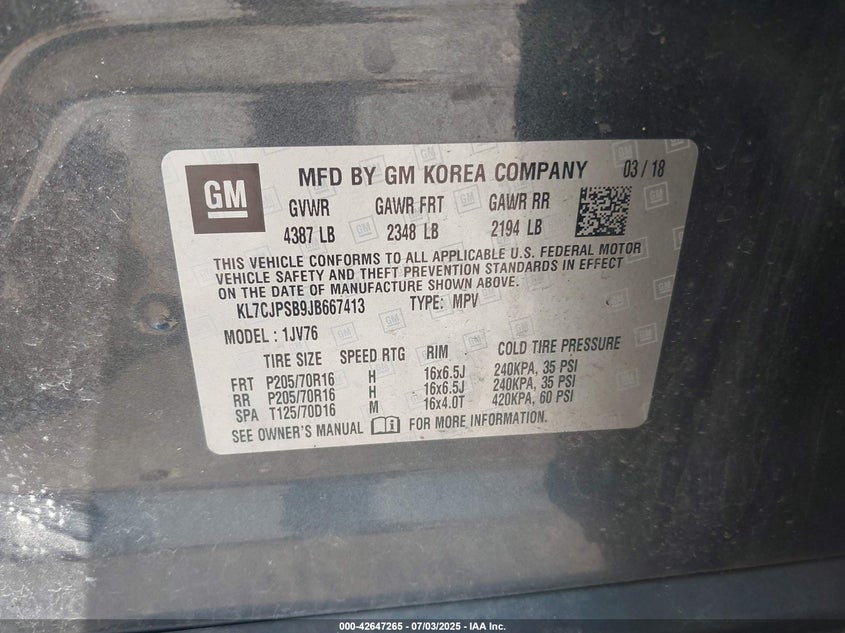 GM
MFD BY GM KOREA COMPANY 03 / 18
GVWR GAWR FRT GAWR RR
4387 LB 2348 LB 2194 LB
THIS VEHICLE CONFORMS TO ALL APPLICABLE U.S. FEDERAL MOTOR
VEHICLE SAFETY AND THEFT PREVENTION STANDARDS IN EFFECT
ON THE DATE OF MANUFACTURE SHOWN ABOVE.
KL7CJPSB9JB667413 TYPE: MPV
MODEL : 1JV76
TIRE SIZE SPEED RTG RIM COLD TIRE PRESSURE
FRT P205/70R16 H 16x6.5J 240KPA, 35 PSI
RR P205/70R16 H 16x6.5J 240KPA, 35 PSI
SPA T125/70D16 M 16x4.0T 420KPA, 60 PSI
SEE OWNER'S MANUAL FOR MORE INFORMATION.
000-42647265 - 07/03/2025 - IAA Inc.